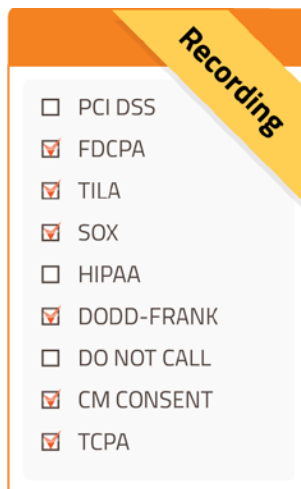 Recording
PCI DSS
FDCPA
TILA
SOX
HIPAA
DODD-FRANK
DO NOT CALL
CM CONSENT
TCPA